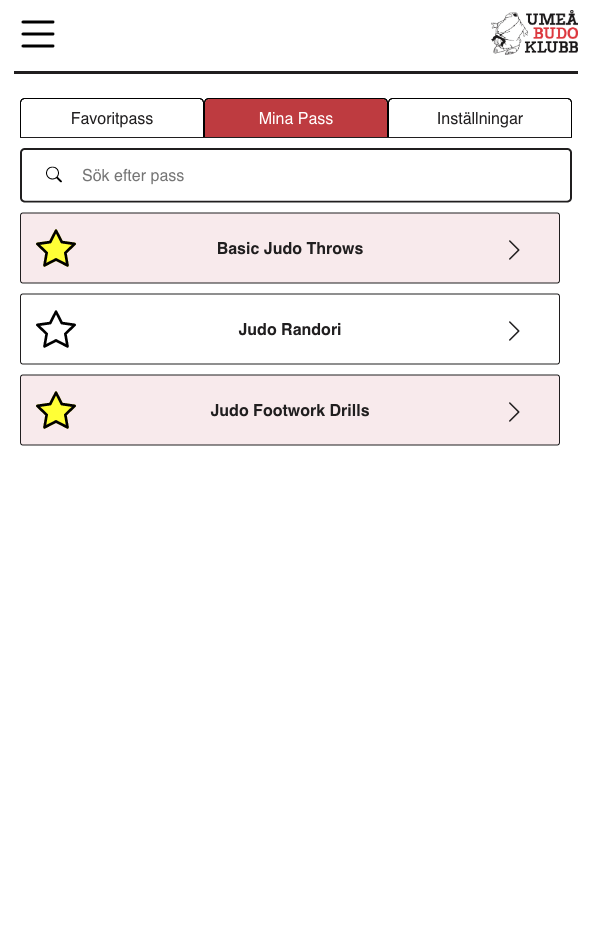 UMEÅ
BUDO
KLUBB
Favoritpass
Mina Pass
Inställningar
Sök efter pass
Basic Judo Throws
Judo Randori
Judo Footwork Drills